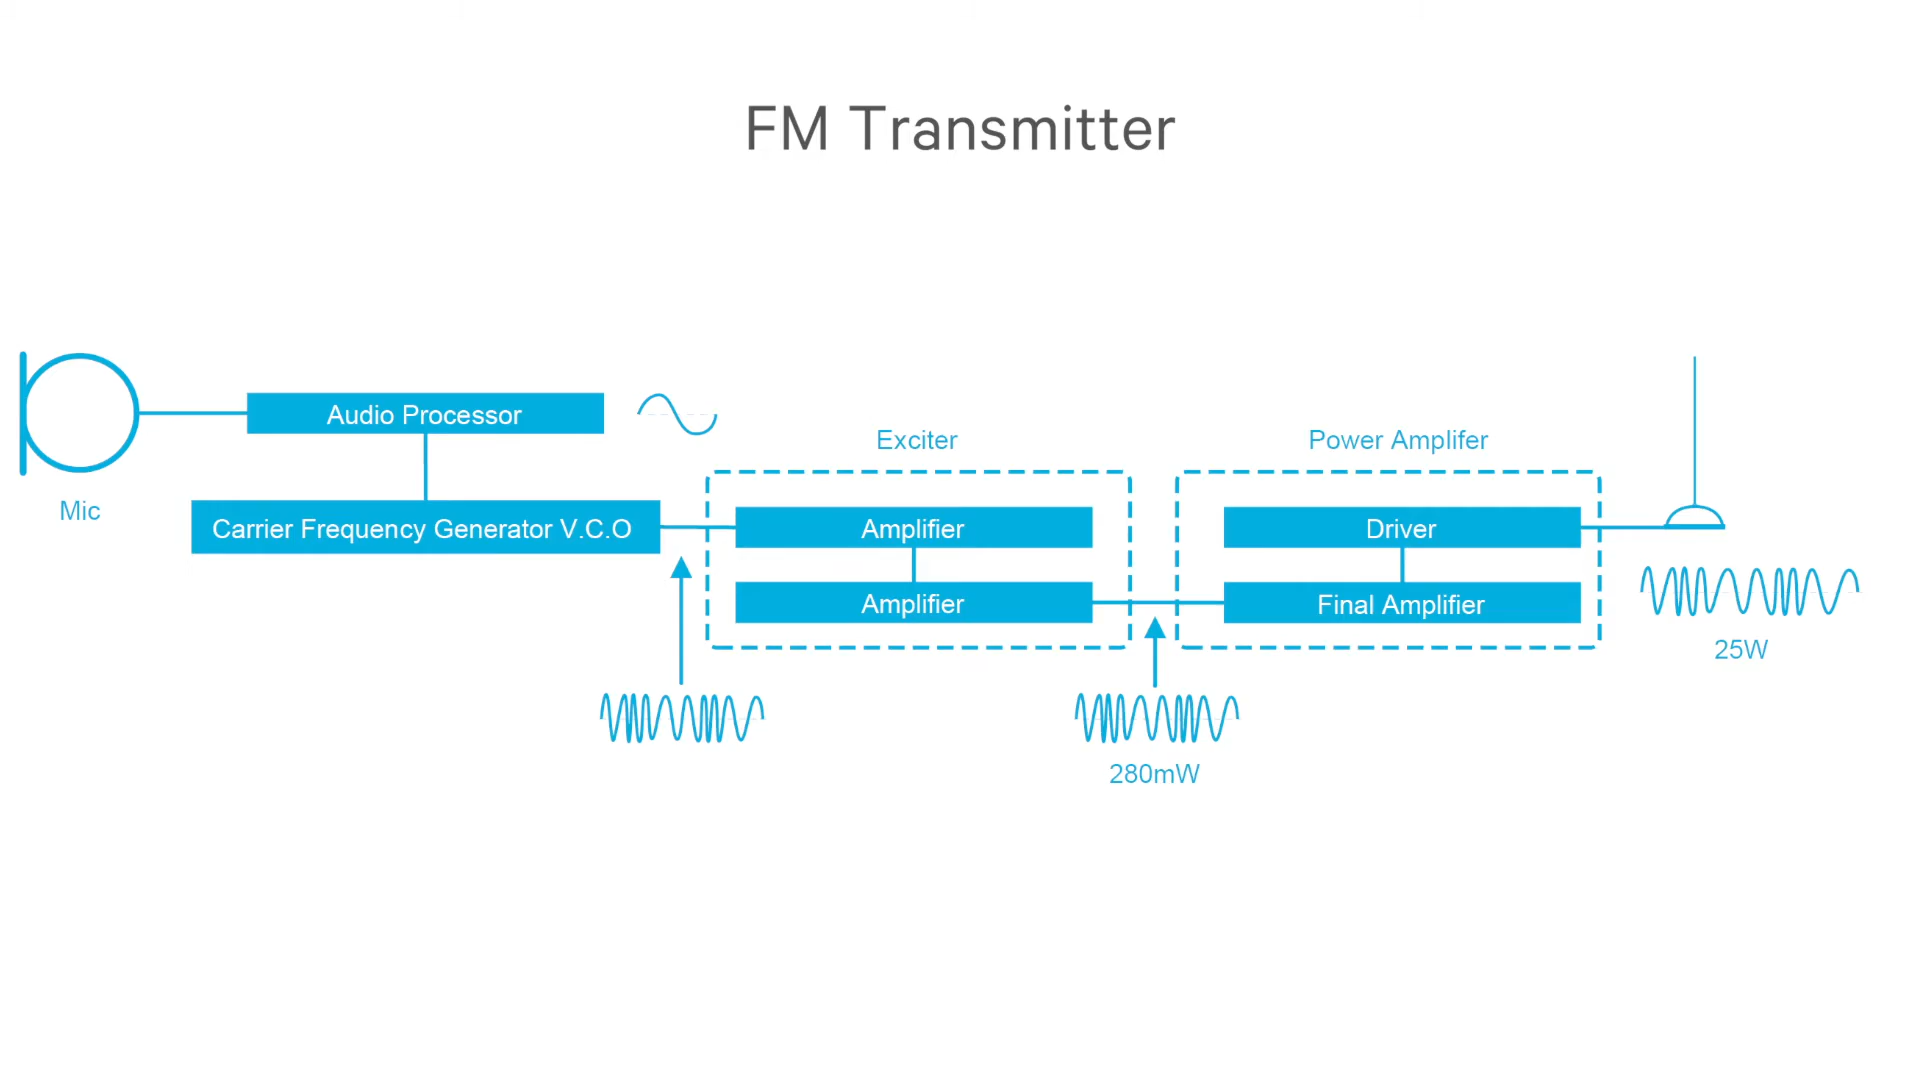 FM Transmitter
Audio Processor
Exciter
Power Amplifer
Mic
Carrier Frequency Generator V.C.O
Amplifier
Driver
Amplifier
Final Amplifier
25W
280mW